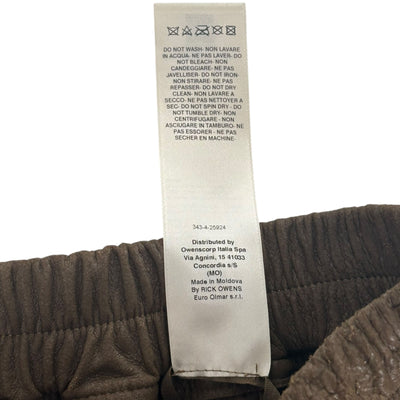 DO NOT WASH- NON LAVARE
IN ACQUA- NE PAS LAVER- DO
NOT BLEACH- NON
CANDEGGIARE- NE PAS
JAVELLISER- DO NOT IRON-
NON STIRARE- NE PAS
REPASSER- DO NOT DRY
CLEAN- NON LAVARE A
SECCO- NE PAS NETTOYER A
SEC- DO NOT SPIN DRY - DO
NOT TUMBLE DRY- NON
CENTRIFUGARE - NON
ASCIUGARE IN TAMBURO- NE
PAS ESSORER - NE PAS
SECHER EN MACHINE-
343-4-25924
Distributed by
Owenscorp Italia Spa
Via Agnini, 15 41033
Concordia s/S
(MO)
Made in Moldova
By RICK OWENS
Euro Qimar s.r.l.